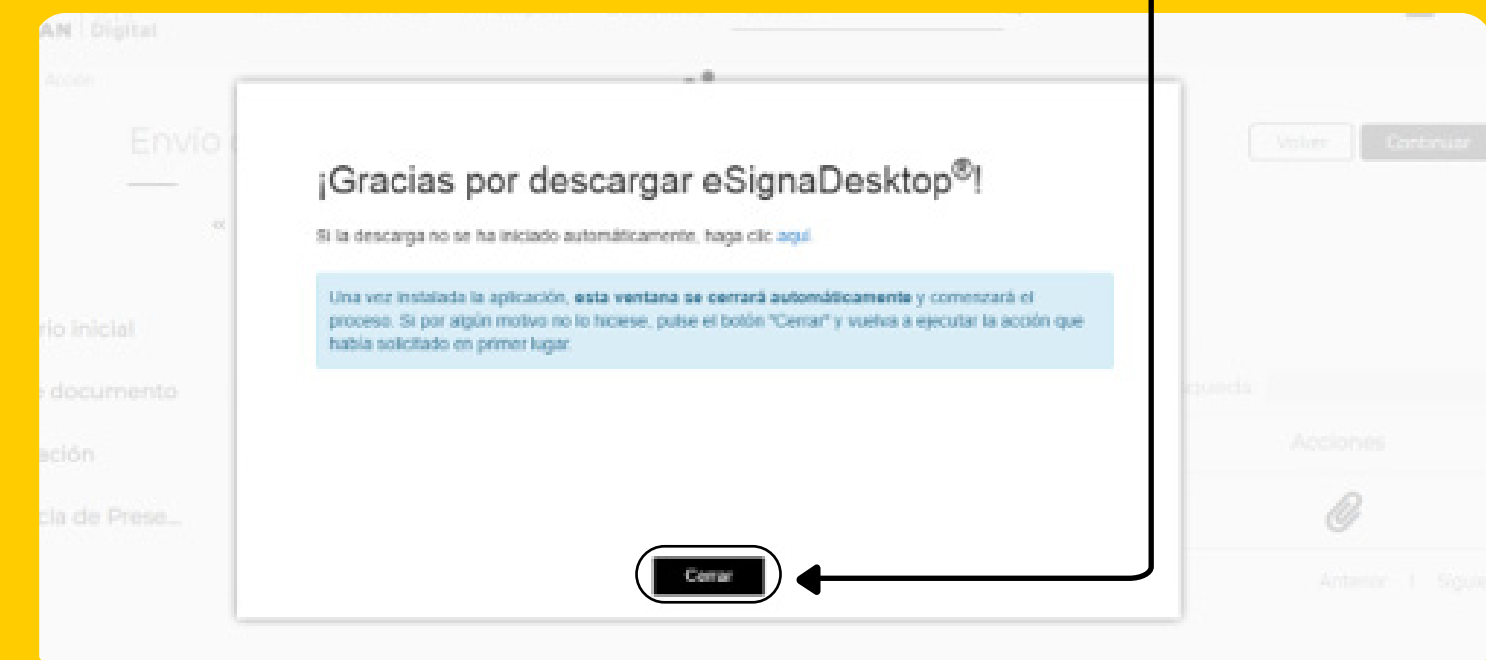 AN | Digital
Acción
Envío
Volver
Continuar
«
¡Gracias por descargar eSignaDesktop®!
Si la descarga no se ha iniciado automáticamente, haga clic aquí
Una vez instalada la aplicación, esta ventana se cerrará automáticamente y comenzará el
proceso. Si por algún motivo no lo hiciese, pulse el botón "Cerrar" y vuelva a ejecutar la acción que
había solicitado en primer lugar.
rio inicial
documento
ación
cia de Prese...
squeda
Acciones
Cerrar
Anterior | Sigui